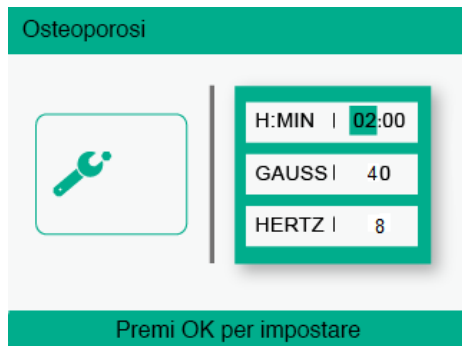 Osteoporosi
H:MIN | 02:00
GAUSS | 40
HERTZ | 8
Premi OK per impostare